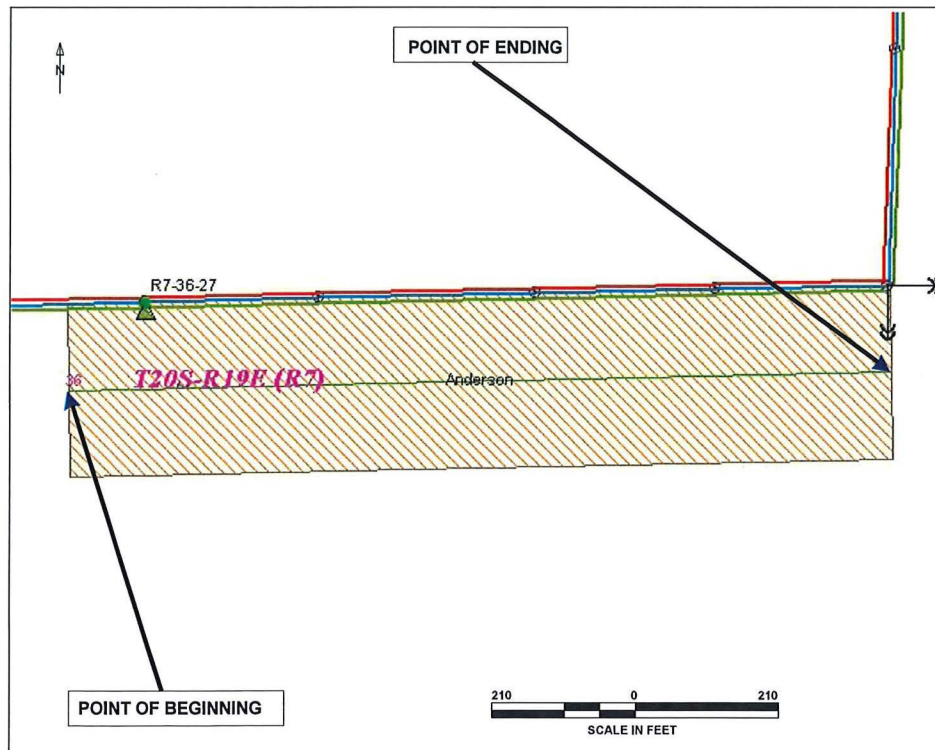 POINT OF ENDING
N
R7-36-27
36
T20S-R19E (R7)
Anderson
POINT OF BEGINNING
210 0 210
SCALE IN FEET